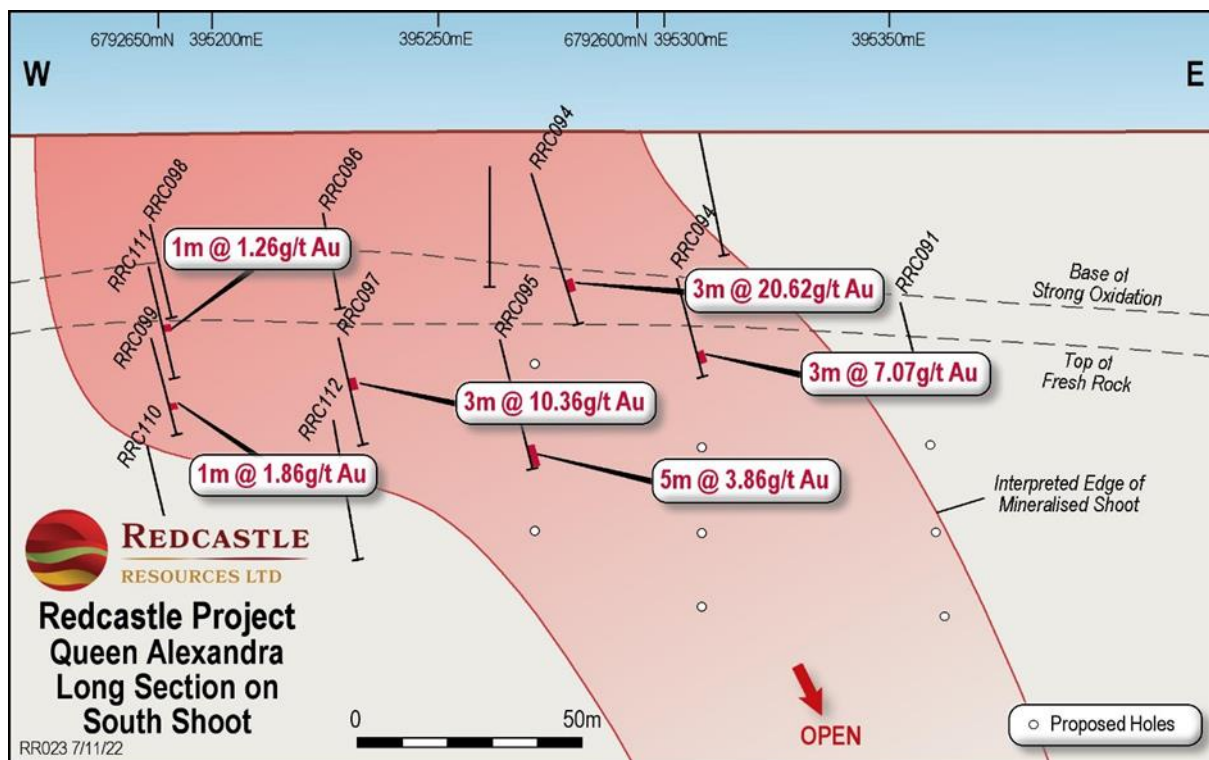 6792650mN 395200mE 395250mE 6792600mN 395300mE 395350mE
W E
RRC094
RRC098
RRC096
RRC111
1m @ 1.26g/t Au
RRC094
RRC091
Base of
Strong Oxidation
3m @ 20.62g/t Au
RRC097
RRC095
RRC099
Top of
Fresh Rock
3m @ 7.07g/t Au
3m @ 10.36g/t Au
RRC112
RRC110
1m @ 1.86g/t Au
5m @ 3.86g/t Au
Interpreted Edge of
Mineralised Shoot
REDCASTLE
RESOURCES LTD
Redcastle Project
Queen Alexandra
Long Section on
South Shoot
RR023 7/11/22
0 50m
OPEN
Proposed Holes